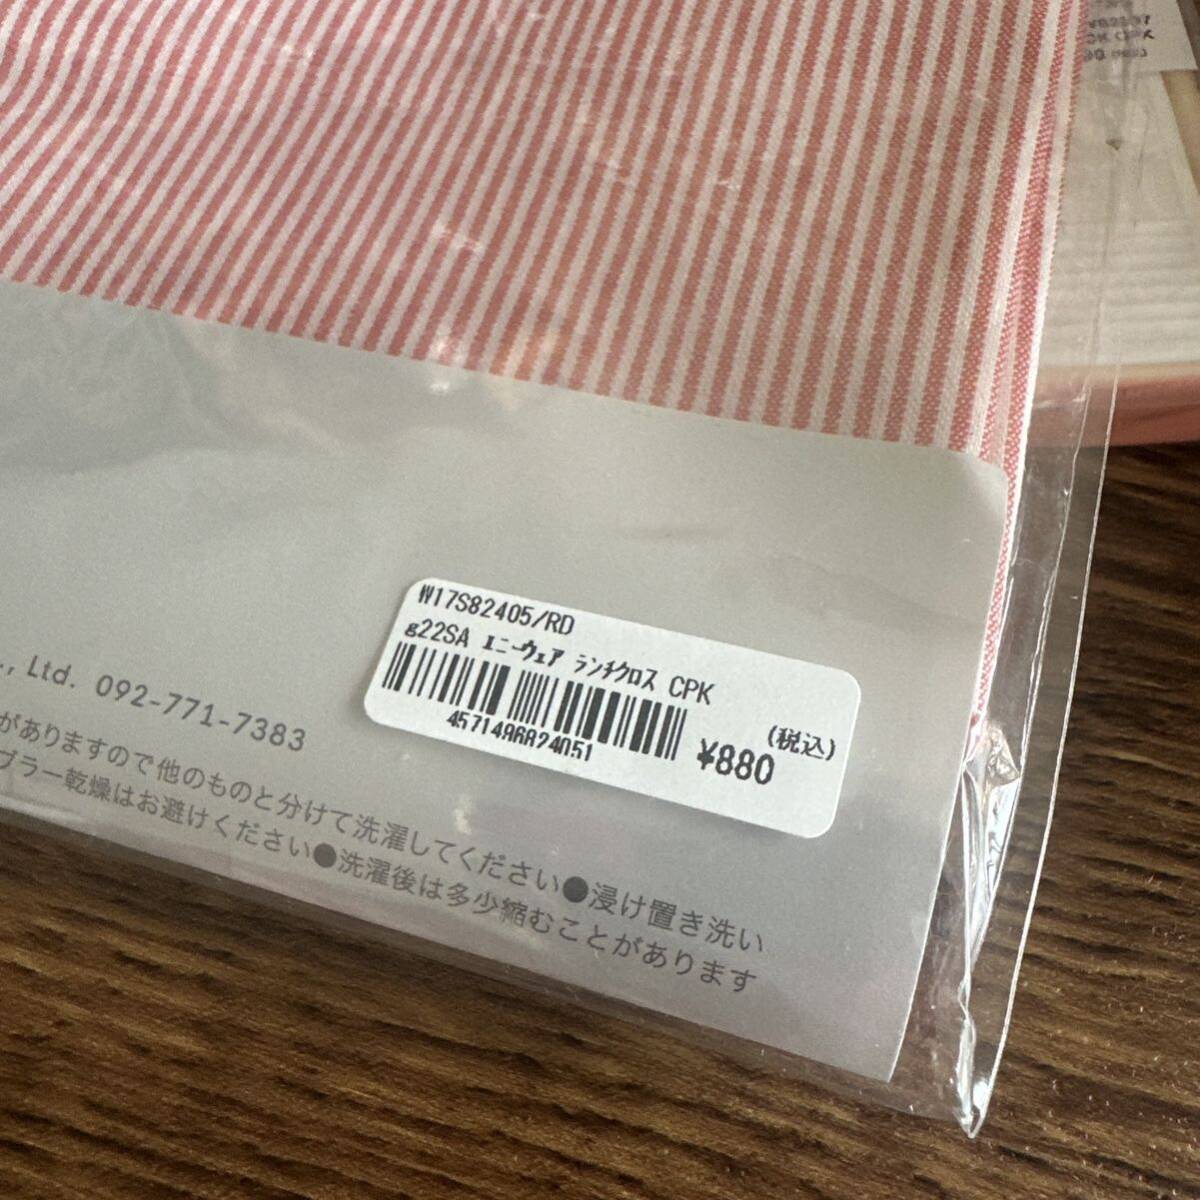 W17S82405/RD
g22SA ｴﾆｰｳｪｱ ﾗﾝﾁｸﾛｽ CPK
4571496824051
(税込)
¥880
., Ltd. 092-771-7383
がありますので他のものと分けて洗濯してください●浸け置き洗い
ブラー乾燥はお避けください●洗濯後は多少縮むことがあります